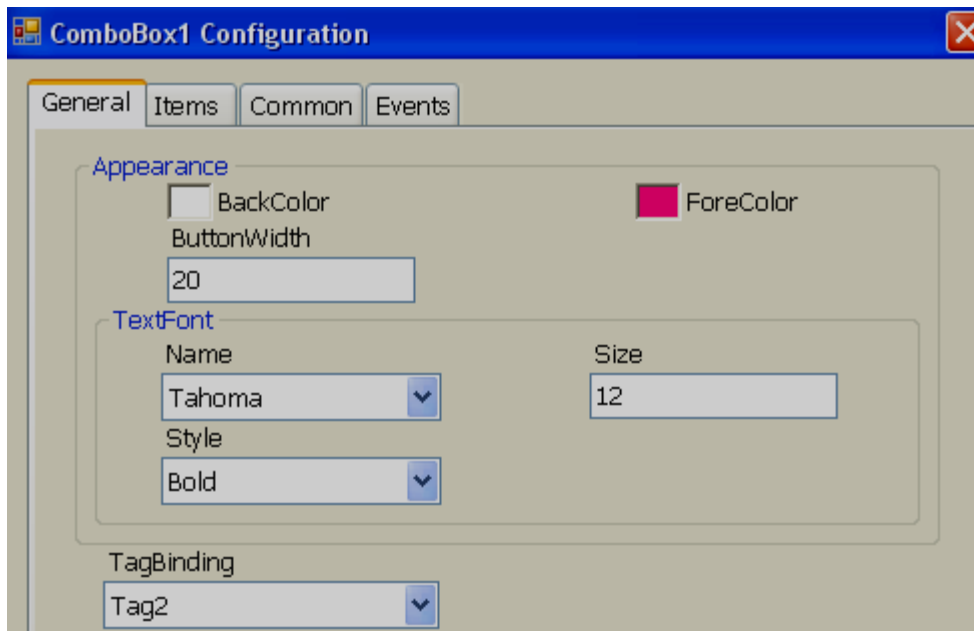 ComboBox1 Configuration
General Items Common Events
Appearance
BackColor ForeColor
ButtonWidth
20
TextFont
Name Size
Tahoma 12
Style
Bold
TagBinding
Tag2